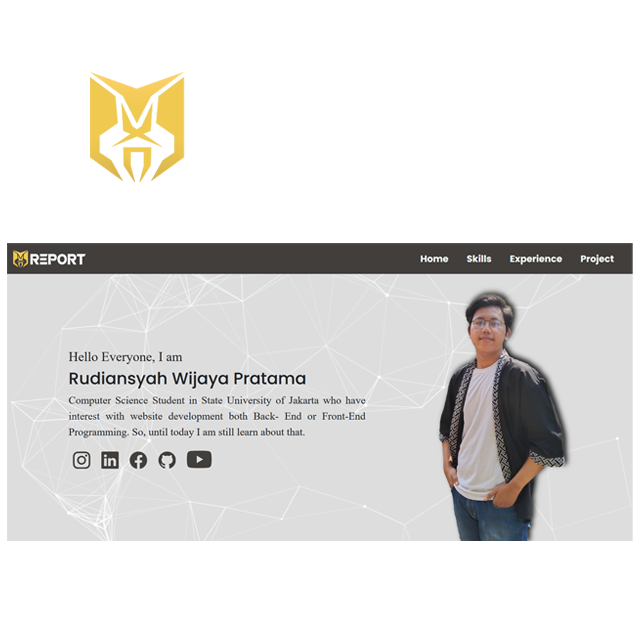 REPORT
Home Skills Experience Project
Hello Everyone, I am
Rudiansyah Wijaya Pratama
Computer Science Student in State University of Jakarta who have
interest with website development both Back- End or Front-End
Programming. So, until today I am still learn about that.